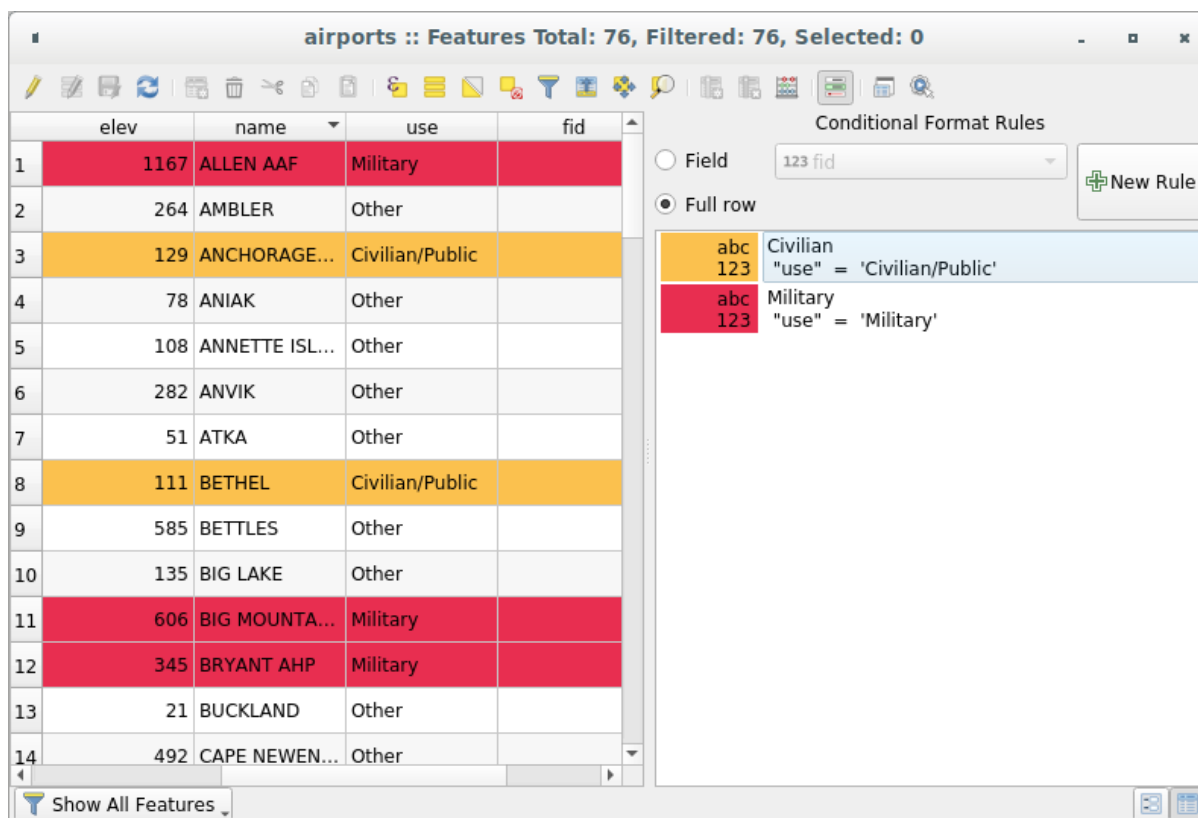 airports :: Features Total: 76, Filtered: 76, Selected: 0
elev name use fid
1 1167 ALLEN AAF Military
2 264 AMBLER Other
3 129 ANCHORAGE... Civilian/Public
4 78 ANIAK Other
5 108 ANNETTE ISL... Other
6 282 ANVIK Other
7 51 ATKA Other
8 111 BETHEL Civilian/Public
9 585 BETTLES Other
10 135 BIG LAKE Other
11 606 BIG MOUNTA... Military
12 345 BRYANT AHP Military
13 21 BUCKLAND Other
14 492 CAPE NEWEN... Other
Show All Features
Conditional Format Rules
Field 123 fid
Full row
New Rule
abc Civilian
123 "use" = 'Civilian/Public'
abc Military
123 "use" = 'Military'